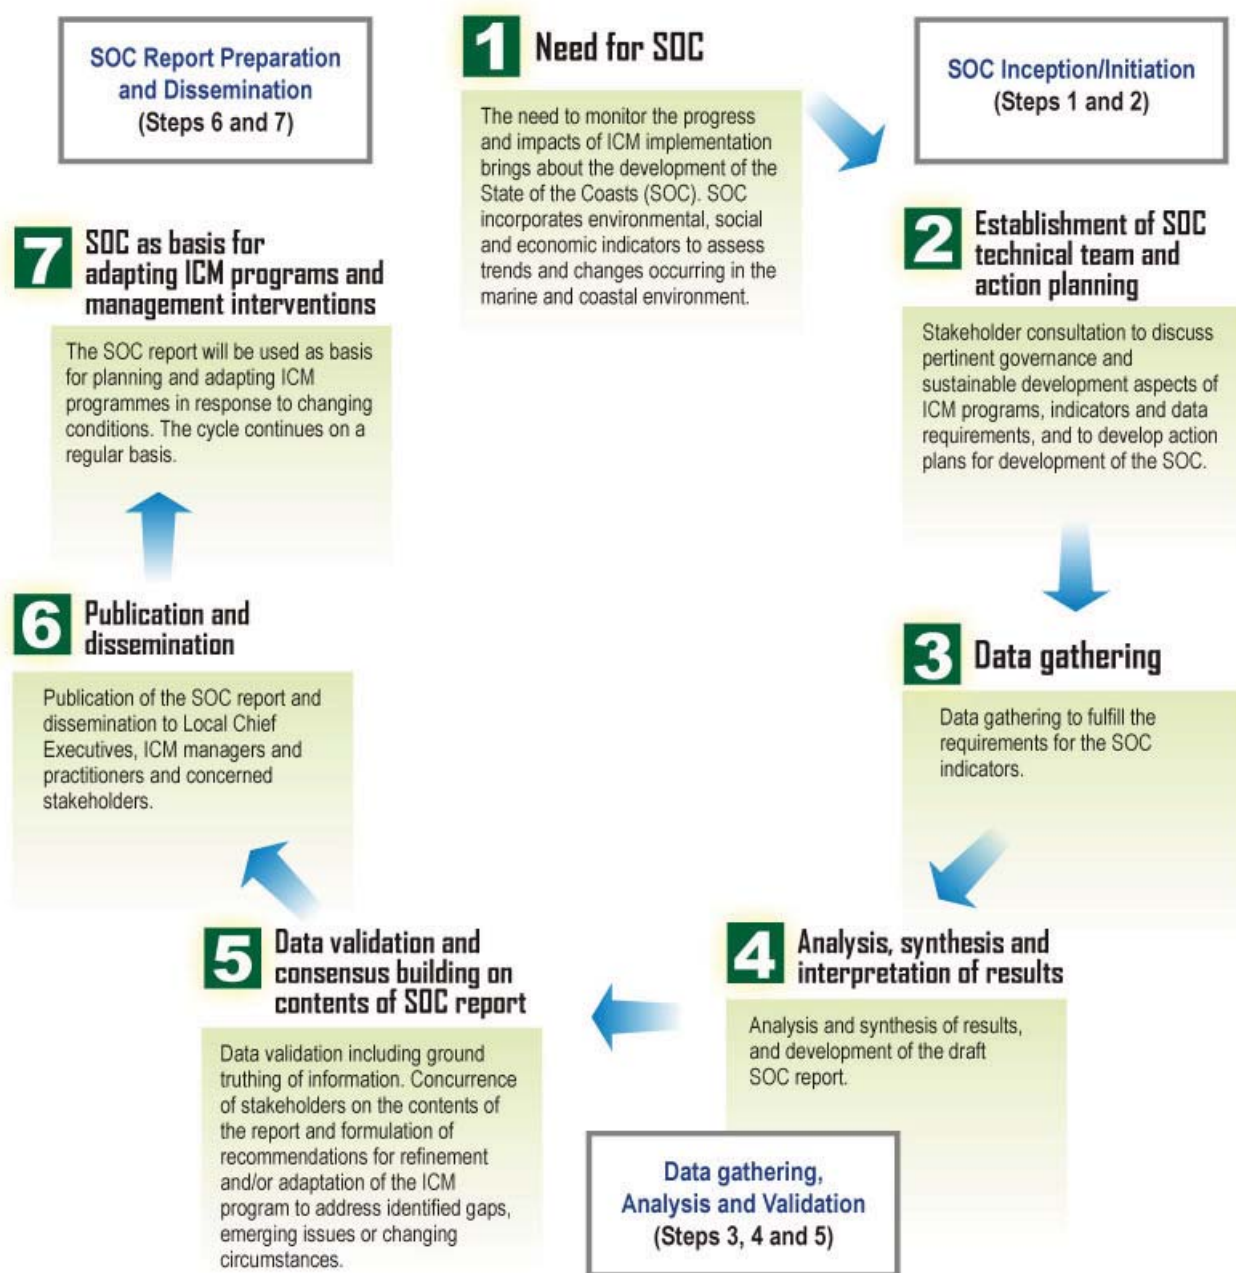 SOC Report Preparation
and Dissemination
(Steps 6 and 7)
1 Need for SOC
The need to monitor the progress
and impacts of ICM implementation
brings about the development of the
State of the Coasts (SOC). SOC
incorporates environmental, social
and economic indicators to assess
trends and changes occurring in the
marine and coastal environment.
SOC Inception/Initiation
(Steps 1 and 2)
2 Establishment of SOC
technical team and
action planning
Stakeholder consultation to discuss
pertinent governance and
sustainable development aspects of
ICM programs, indicators and data
requirements, and to develop action
plans for development of the SOC.
3 Data gathering
Data gathering to fulfill the
requirements for the SOC
indicators.
4 Analysis, synthesis and
interpretation of results
Analysis and synthesis of results,
and development of the draft
SOC report.
Data gathering,
Analysis and Validation
(Steps 3, 4 and 5)
5 Data validation and
consensus building on
contents of SOC report
Data validation including ground
truthing of information. Concurrence
of stakeholders on the contents of
the report and formulation of
recommendations for refinement
and/or adaptation of the ICM
program to address identified gaps,
emerging issues or changing
circumstances.
6 Publication and
dissemination
Publication of the SOC report and
dissemination to Local Chief
Executives, ICM managers and
practitioners and concerned
stakeholders.
7 SOC as basis for
adapting ICM programs and
management interventions
The SOC report will be used as basis
for planning and adapting ICM
programmes in response to changing
conditions. The cycle continues on a
regular basis.